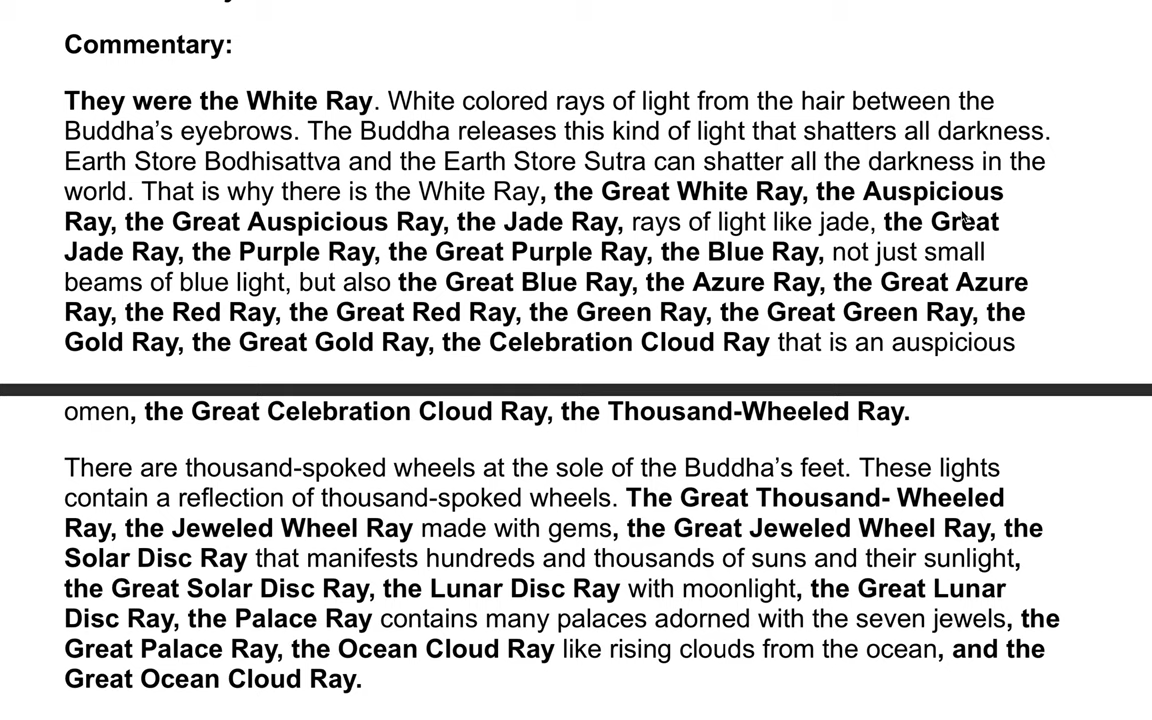 Commentary:
They were the White Ray. White colored rays of light from the hair between the
Buddha's eyebrows. The Buddha releases this kind of light that shatters all darkness.
Earth Store Bodhisattva and the Earth Store Sutra can shatter all the darkness in the
world. That is why there is the White Ray, the Great White Ray, the Auspicious
Ray, the Great Auspicious Ray, the Jade Ray, rays of light like jade, the Great
Jade Ray, the Purple Ray, the Great Purple Ray, the Blue Ray, not just small
beams of blue light, but also the Great Blue Ray, the Azure Ray, the Great Azure
Ray, the Red Ray, the Great Red Ray, the Green Ray, the Great Green Ray, the
Gold Ray, the Great Gold Ray, the Celebration Cloud Ray that is an auspicious
omen, the Great Celebration Cloud Ray, the Thousand-Wheeled Ray.
There are thousand-spoked wheels at the sole of the Buddha's feet. These lights
contain a reflection of thousand-spoked wheels. The Great Thousand- Wheeled
Ray, the Jeweled Wheel Ray made with gems, the Great Jeweled Wheel Ray, the
Solar Disc Ray that manifests hundreds and thousands of suns and their sunlight,
the Great Solar Disc Ray, the Lunar Disc Ray with moonlight, the Great Lunar
Disc Ray, the Palace Ray contains many palaces adorned with the seven jewels, the
Great Palace Ray, the Ocean Cloud Ray like rising clouds from the ocean, and the
Great Ocean Cloud Ray.